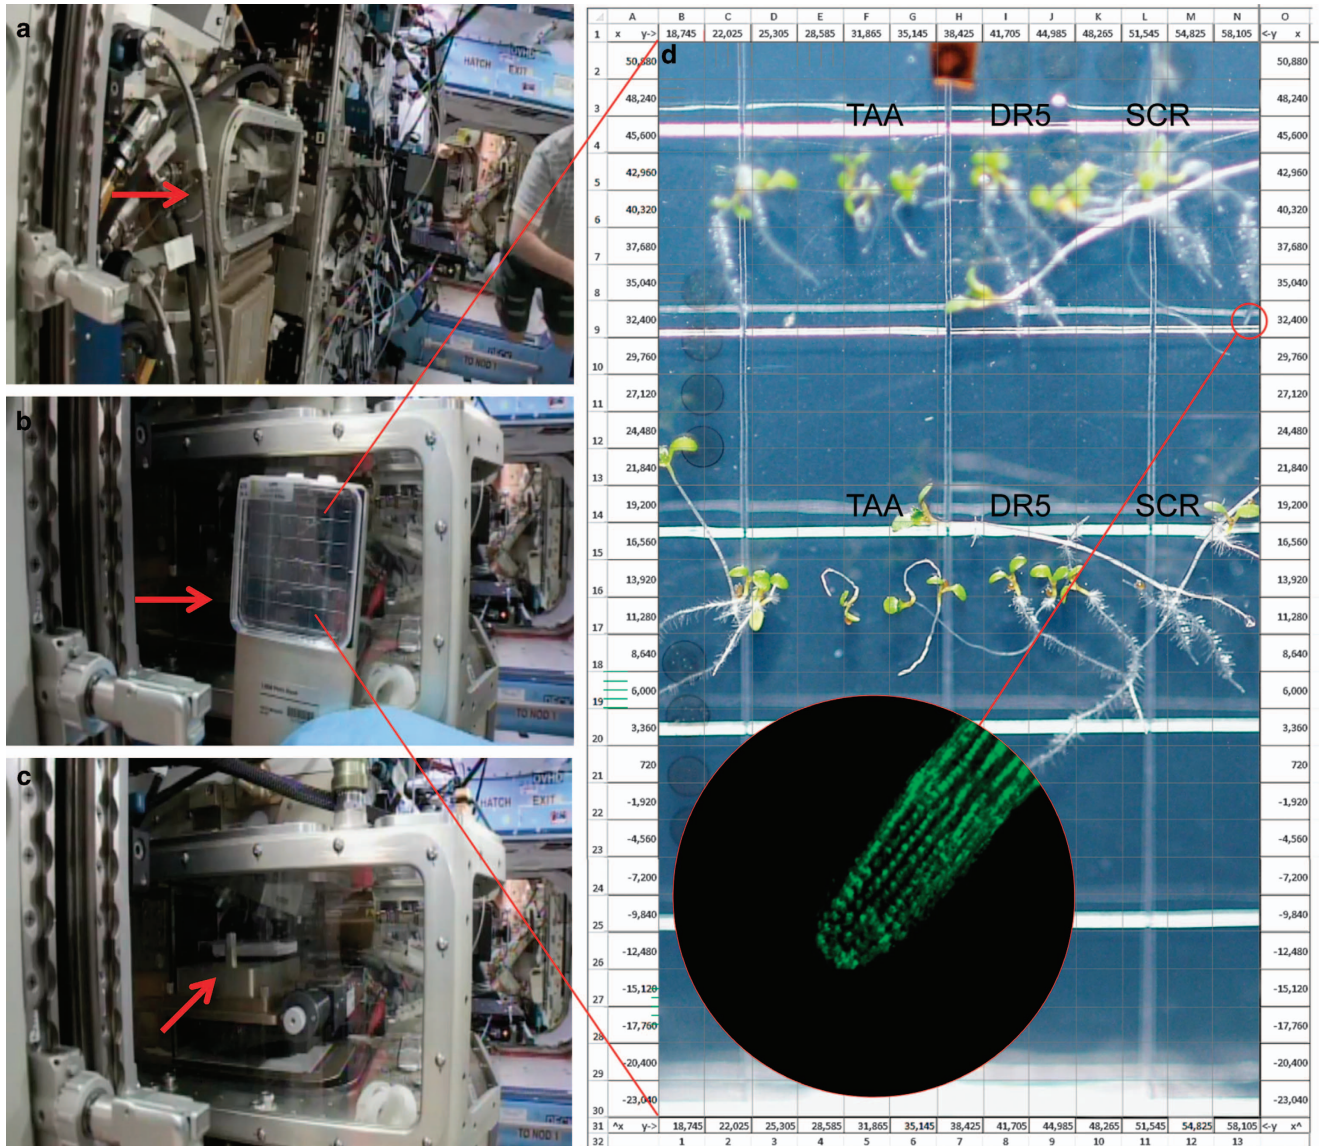 a
HATCH EXIT
TO NOD 1
b
TO NOD 1
c
OVHD
HATCH EXIT
A B C D E F G H I J K L M N O
1 x y-> 18,745 22,025 25,305 28,585 31,865 35,145 38,425 41,705 44,985 48,265 51,545 54,825 58,105 <-y x
d
2 50,880 50,880
3 48,240 48,240
TAA DR5 SCR
4 45,600 45,600
5 42,960 42,960
6 40,320 40,320
7 37,680 37,680
8 35,040 35,040
9 32,400 32,400
10 29,760 29,760
11 27,120 27,120
12 24,480 24,480
13 21,840 21,840
14 19,200 19,200
TAA DR5 SCR
15 16,560 16,560
16 13,920 13,920
17 11,280 11,280
18 8,640 8,640
19 6,000 6,000
20 3,360 3,360
21 720 720
22 -1,920 -1,920
23 -4,560 -4,560
24 -7,200 -7,200
25 -9,840 -9,840
26 -12,480 -12,480
27 -15,120 -15,120
28 -17,760 -17,760
29 -20,400 -20,400
30 -23,040 -23,040
31 ^x y-> 18,745 22,025 25,305 28,585 31,865 35,145 38,425 41,705 44,985 48,265 51,545 54,825 58,105 <-y x^
32 1 2 3 4 5 6 7 8 9 10 11 12 13